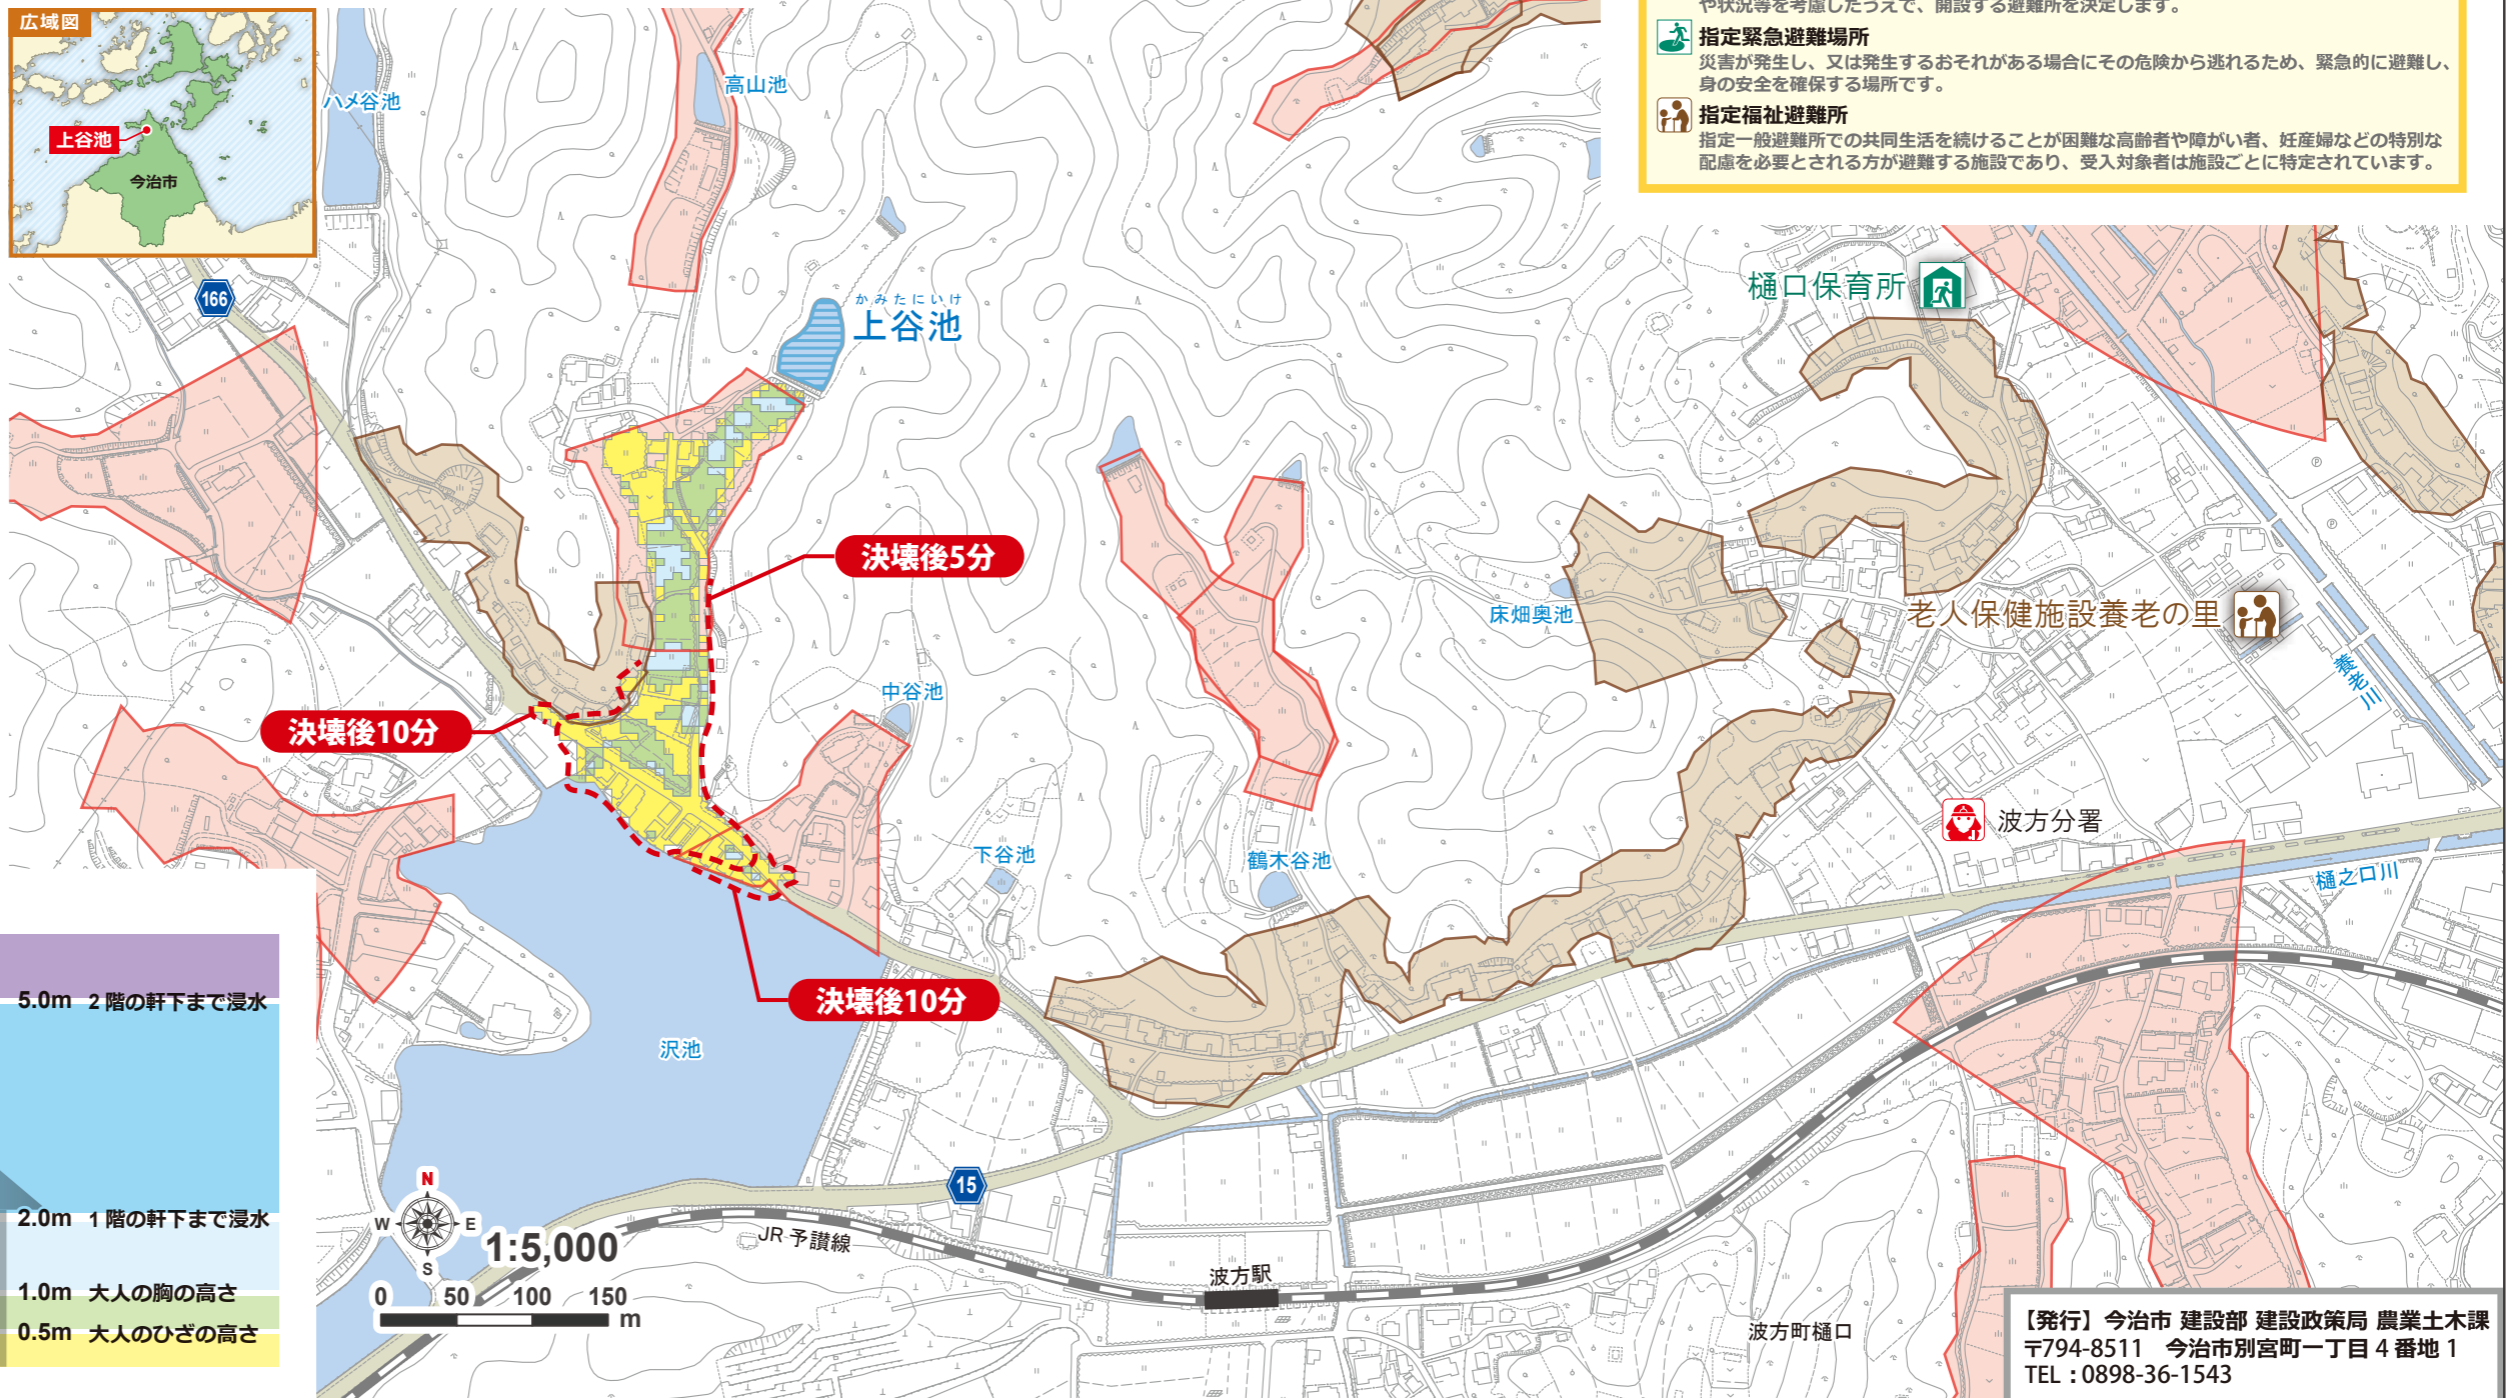 広域図
上谷池
今治市
や状況等を考慮したうえで、開設する避難所を決定します。
指定緊急避難場所
災害が発生し、又は発生するおそれがある場合にその危険から逃れるため、緊急的に避難し、
身の安全を確保する場所です。
指定福祉避難所
指定一般避難所での共同生活を続けることが困難な高齢者や障がい者、妊産婦などの特別な
配慮を必要とされる方が避難する施設であり、受入対象者は施設ごとに特定されています。
ハメ谷池
高山池
166
かみたにいけ
上谷池
樋口保育所
決壊後5分
床畑奥池
老人保健施設養老の里
養老川
中谷池
決壊後10分
波方分署
下谷池
鶴木谷池
樋之口川
決壊後10分
沢池
5.0m 2階の軒下まで浸水
2.0m 1階の軒下まで浸水
1.0m 大人の胸の高さ
0.5m 大人のひざの高さ
N
W E
S
1:5,000
0 50 100 150
m
15
JR予讃線
波方駅
波方町樋口
【発行】今治市 建設部 建設政策局 農業土木課
〒794-8511 今治市別宮町一丁目4番地1
TEL：0898-36-1543